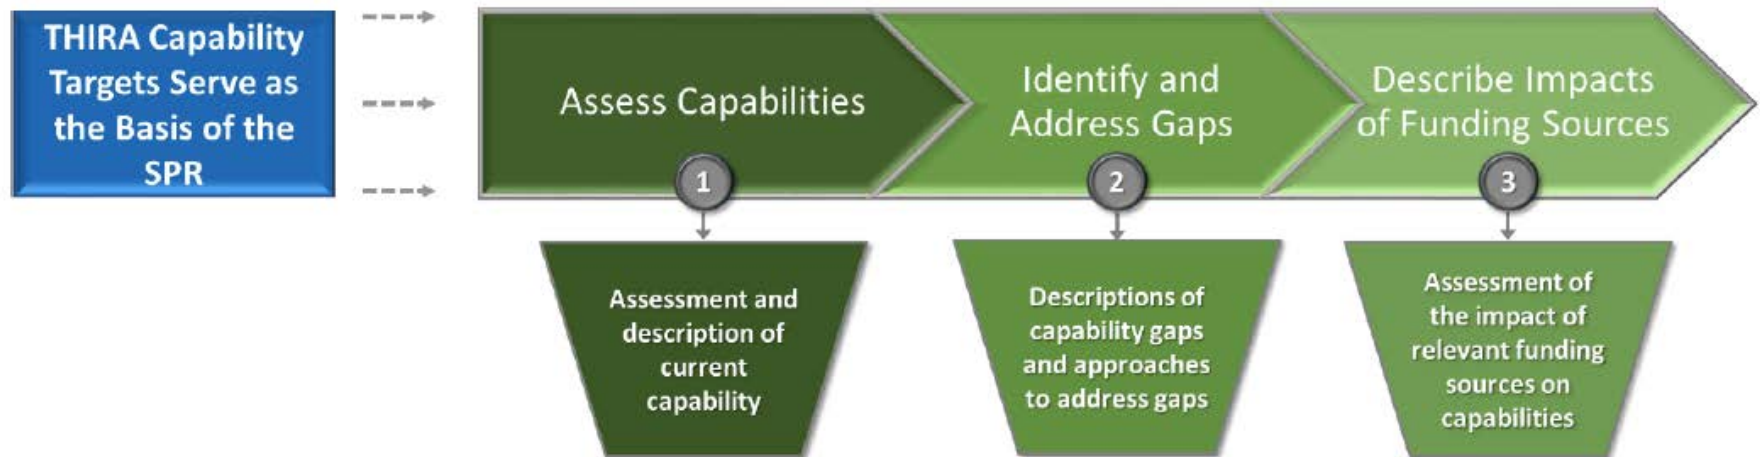 THIRA Capability
Targets Serve as
the Basis of the
SPR
Assess Capabilities
1
Identify and
Address Gaps
2
Describe Impacts
of Funding Sources
3
Assessment and
description of
current
capability
Descriptions of
capability gaps
and approaches
to address gaps
Assessment of
the impact of
relevant funding
sources on
capabilities